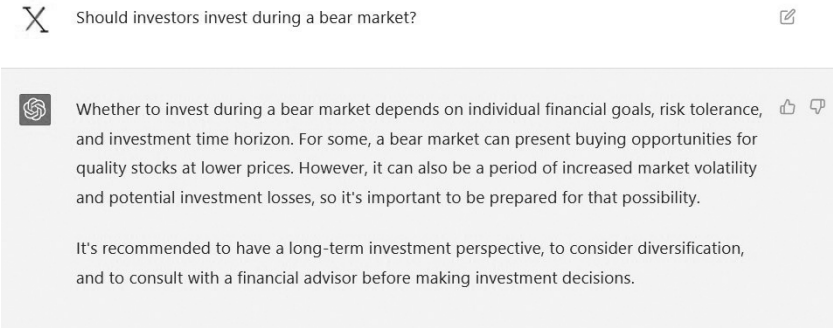 X
Should investors invest during a bear market?
Whether to invest during a bear market depends on individual financial goals, risk tolerance,
and investment time horizon. For some, a bear market can present buying opportunities for
quality stocks at lower prices. However, it can also be a period of increased market volatility
and potential investment losses, so it's important to be prepared for that possibility.
It's recommended to have a long-term investment perspective, to consider diversification,
and to consult with a financial advisor before making investment decisions.